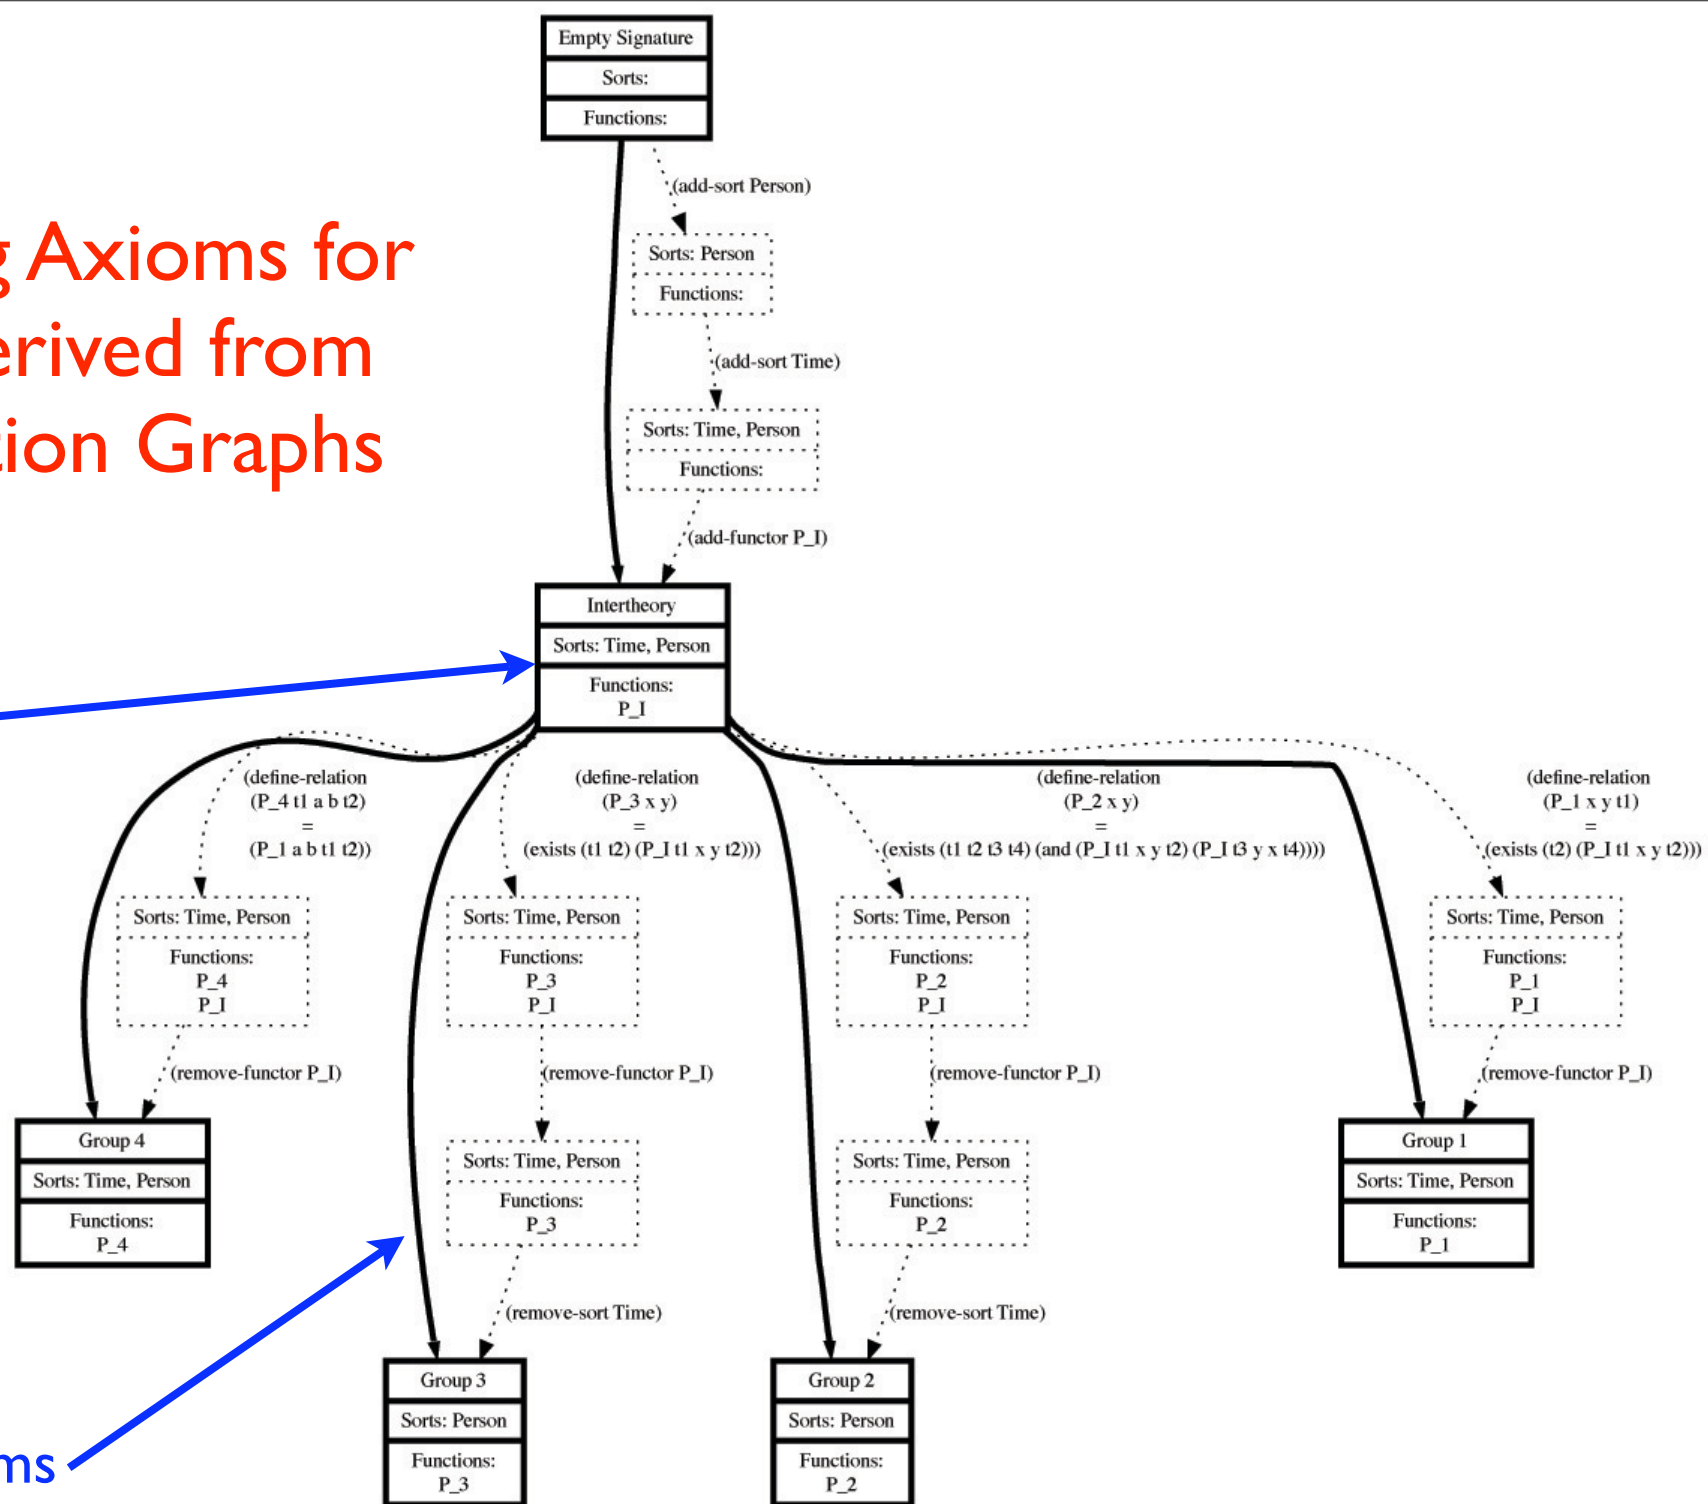 Empty Signature
Sorts:
Functions:
(add-sort Person)
g Axioms for
erived from
tion Graphs
Sorts: Person
Functions:
(add-sort Time)
Sorts: Time, Person
Functions:
(add-functor P_I)
Intertheory
Sorts: Time, Person
Functions:
P_I
(define-relation
(P_4 t1 a b t2)
=
(P_1 a b t1 t2))
(define-relation
(P_3 x y)
=
(exists (t1 t2) (P_I t1 x y t2)))
(define-relation
(P_2 x y)
=
(exists (t1 t2 t3 t4) (and (P_I t1 x y t2) (P_I t3 y x t4))))
(define-relation
(P_1 x y t1)
=
(exists (t2) (P_I t1 x y t2)))
Sorts: Time, Person
Functions:
P_4
P_I
Sorts: Time, Person
Functions:
P_3
P_I
Sorts: Time, Person
Functions:
P_2
P_I
Sorts: Time, Person
Functions:
P_1
P_I
(remove-functor P_I)
(remove-functor P_I)
(remove-functor P_I)
(remove-functor P_I)
Group 4
Sorts: Time, Person
Functions:
P_4
Sorts: Time, Person
Functions:
P_3
Sorts: Time, Person
Functions:
P_2
Group 1
Sorts: Time, Person
Functions:
P_1
(remove-sort Time)
(remove-sort Time)
Group 3
Sorts: Person
Functions:
P_3
Group 2
Sorts: Person
Functions:
P_2
ms